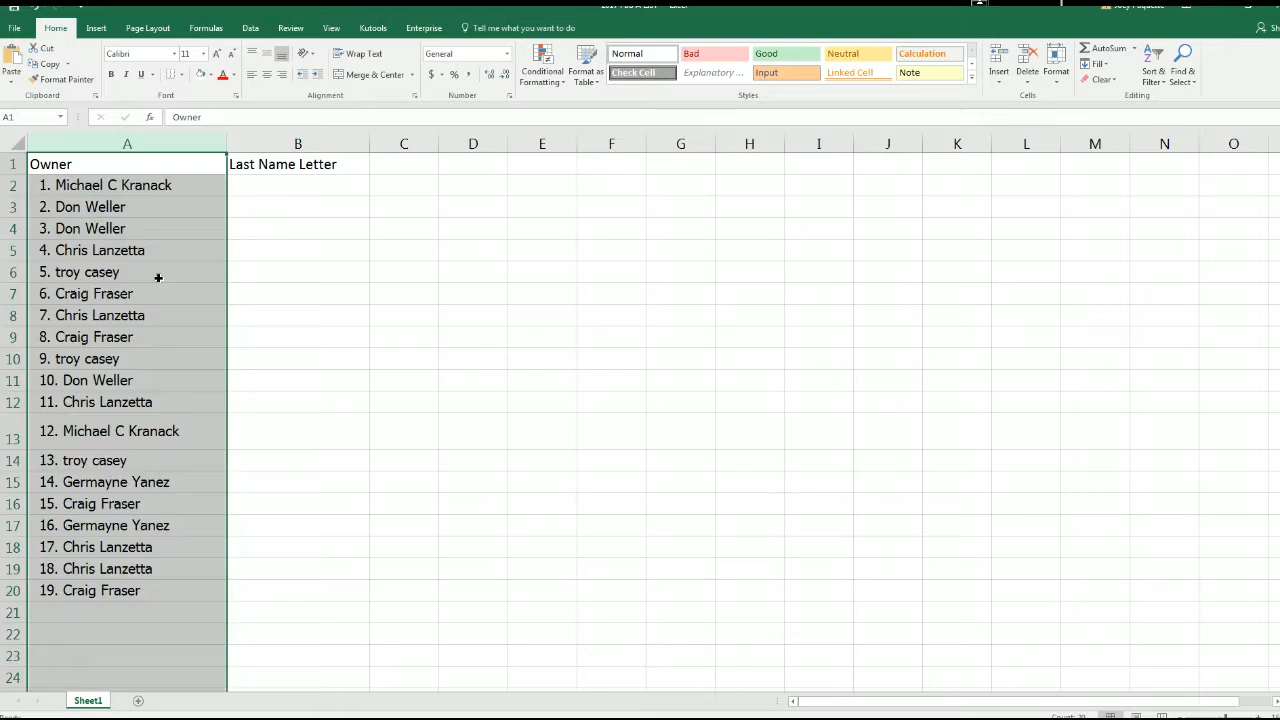 File Home Insert Page Layout Formulas Data Review View Kutools Enterprise Tell me what you want to do
Cut Calibri 11 Wrap Text General Normal Bad Good Neutral Calculation AutoSum
Paste Copy Merge & Center Conditional Formatting Format as Table Check Cell Explanatory ... Input Linked Cell Note Insert Delete Format Fill Sort & Filter Find & Select
Format Painter B I U $ % , Clear
Clipboard Font Alignment Number Styles Cells Editing
A1 fx Owner
A B C D E F G H I J K L M N O
1 Owner Last Name Letter
2 1. Michael C Kranack
3 2. Don Weller
4 3. Don Weller
5 4. Chris Lanzetta
6 5. troy casey
7 6. Craig Fraser
8 7. Chris Lanzetta
9 8. Craig Fraser
10 9. troy casey
11 10. Don Weller
12 11. Chris Lanzetta
13 12. Michael C Kranack
14 13. troy casey
15 14. Germayne Yanez
16 15. Craig Fraser
17 16. Germayne Yanez
18 17. Chris Lanzetta
19 18. Chris Lanzetta
20 19. Craig Fraser
21
22
23
24
Sheet1